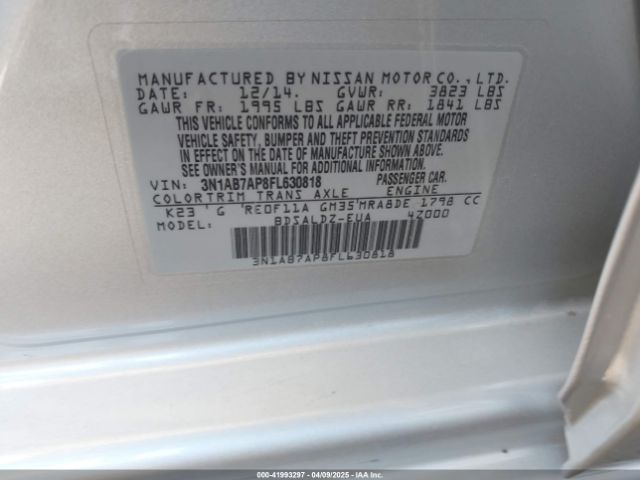 MANUFACTURED BY NISSAN MOTOR CO., LTD.
DATE: 12/14. GVWR: 3823 LBS
GAWR FR: 1995 LBS GAWR RR: 1841 LBS
THIS VEHICLE CONFORMS TO ALL APPLICABLE FEDERAL MOTOR
VEHICLE SAFETY, BUMPER AND THEFT PREVENTION STANDARDS
IN EFFECT ON THE DATE OF MANUFACTURE SHOWN ABOVE.
SEE OWNER'S MANUAL FOR ADDITIONAL INFORMATION.
VIN: 3N1AB7AP8FL630818 PASSENGER CAR.
COLOR TRIM TRANS AXLE ENGINE
K23 'G 'RE0F11A GM35'MRA8DE 1798 CC
MODEL: BDSALDZ-EUA 4Z000
3N1AB7AP8FL630818
000-41993297 - 04/09/2025 - IAA Inc.